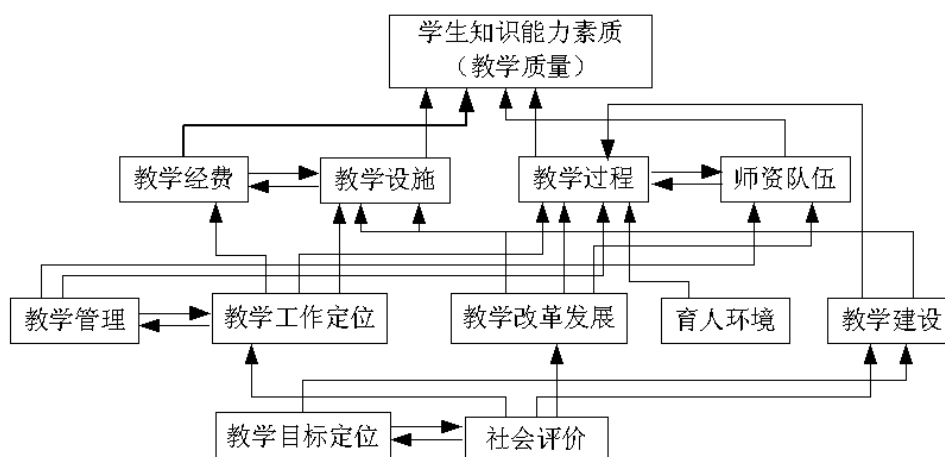 学生知识能力素质
（教学质量）
教学经费
教学设施
教学过程
师资队伍
教学管理
教学工作定位
教学改革发展
育人环境
教学建设
教学目标定位
社会评价